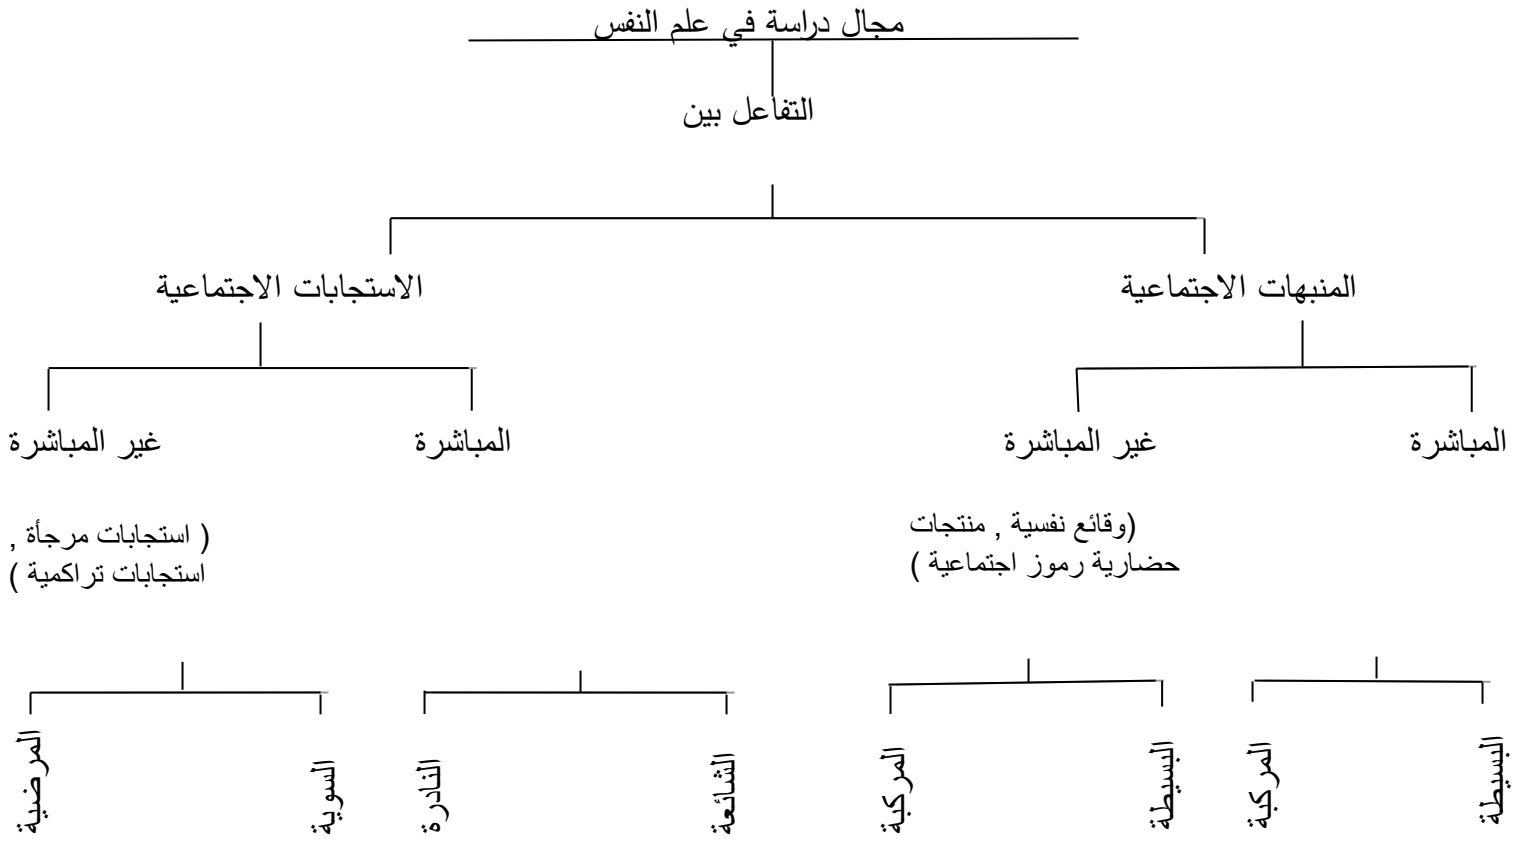 مجال دراسة في علم النفس
التفاعل بين
المنبهات الاجتماعية
الاستجابات الاجتماعية
المباشرة
غير المباشرة
المباشرة
غير المباشرة
(وقائع نفسية , منتجات
حضارية رموز اجتماعية )
( استجابات مرجأة ,
استجابات تراكمية )
البسيطة
المركبة
البسيطة
المركبة
الشائعة
النادرة
السوية
المرضية